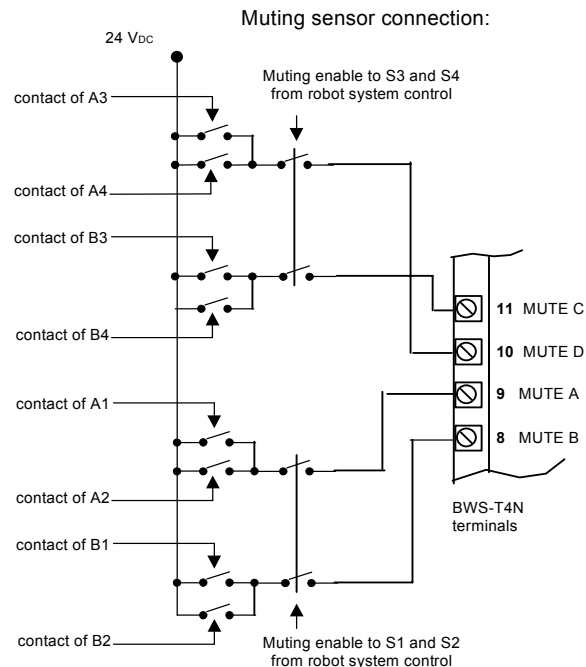 Muting sensor connection:
24 VDC
contact of A3
Muting enable to S3 and S4
from robot system control
contact of A4
contact of B3
contact of B4
11 MUTE C
10 MUTE D
9 MUTE A
8 MUTE B
contact of A1
contact of A2
BWS-T4N
terminals
contact of B1
contact of B2
Muting enable to S1 and S2
from robot system control